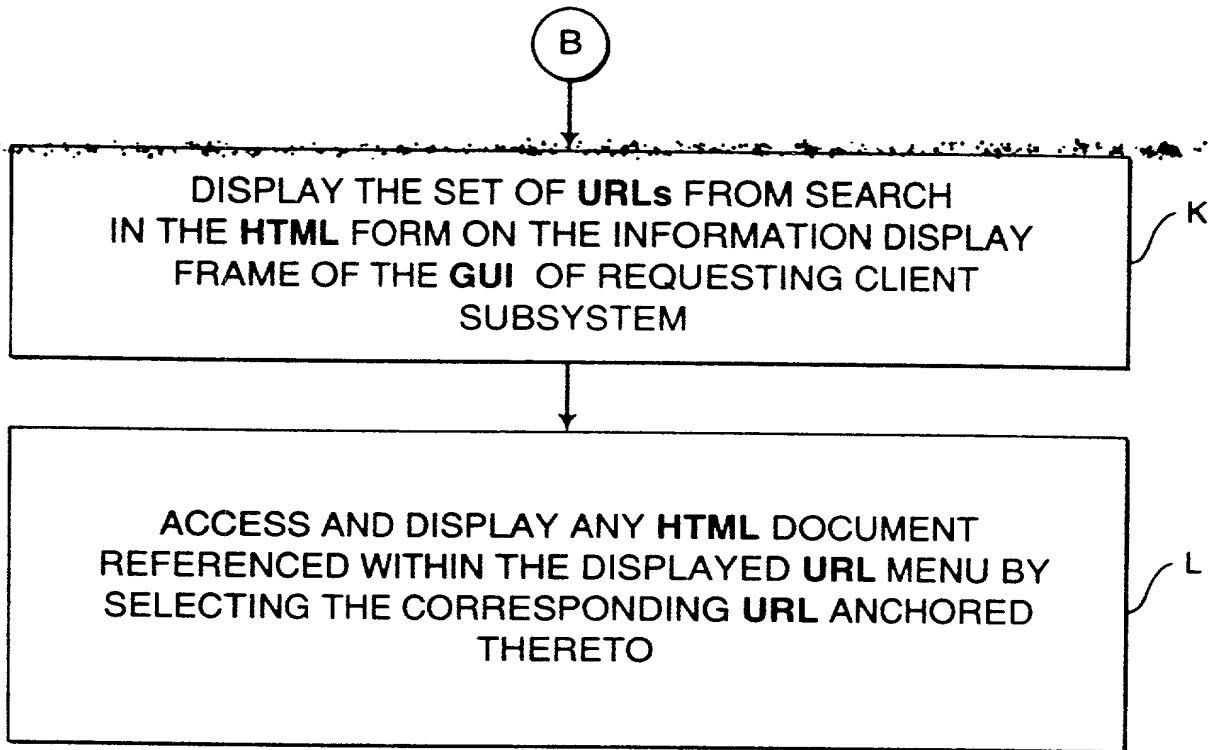 B
DISPLAY THE SET OF URLs FROM SEARCH
IN THE HTML FORM ON THE INFORMATION DISPLAY
FRAME OF THE GUI OF REQUESTING CLIENT
SUBSYSTEM
K
ACCESS AND DISPLAY ANY HTML DOCUMENT
REFERENCED WITHIN THE DISPLAYED URL MENU BY
SELECTING THE CORRESPONDING URL ANCHORED
THERETO
L